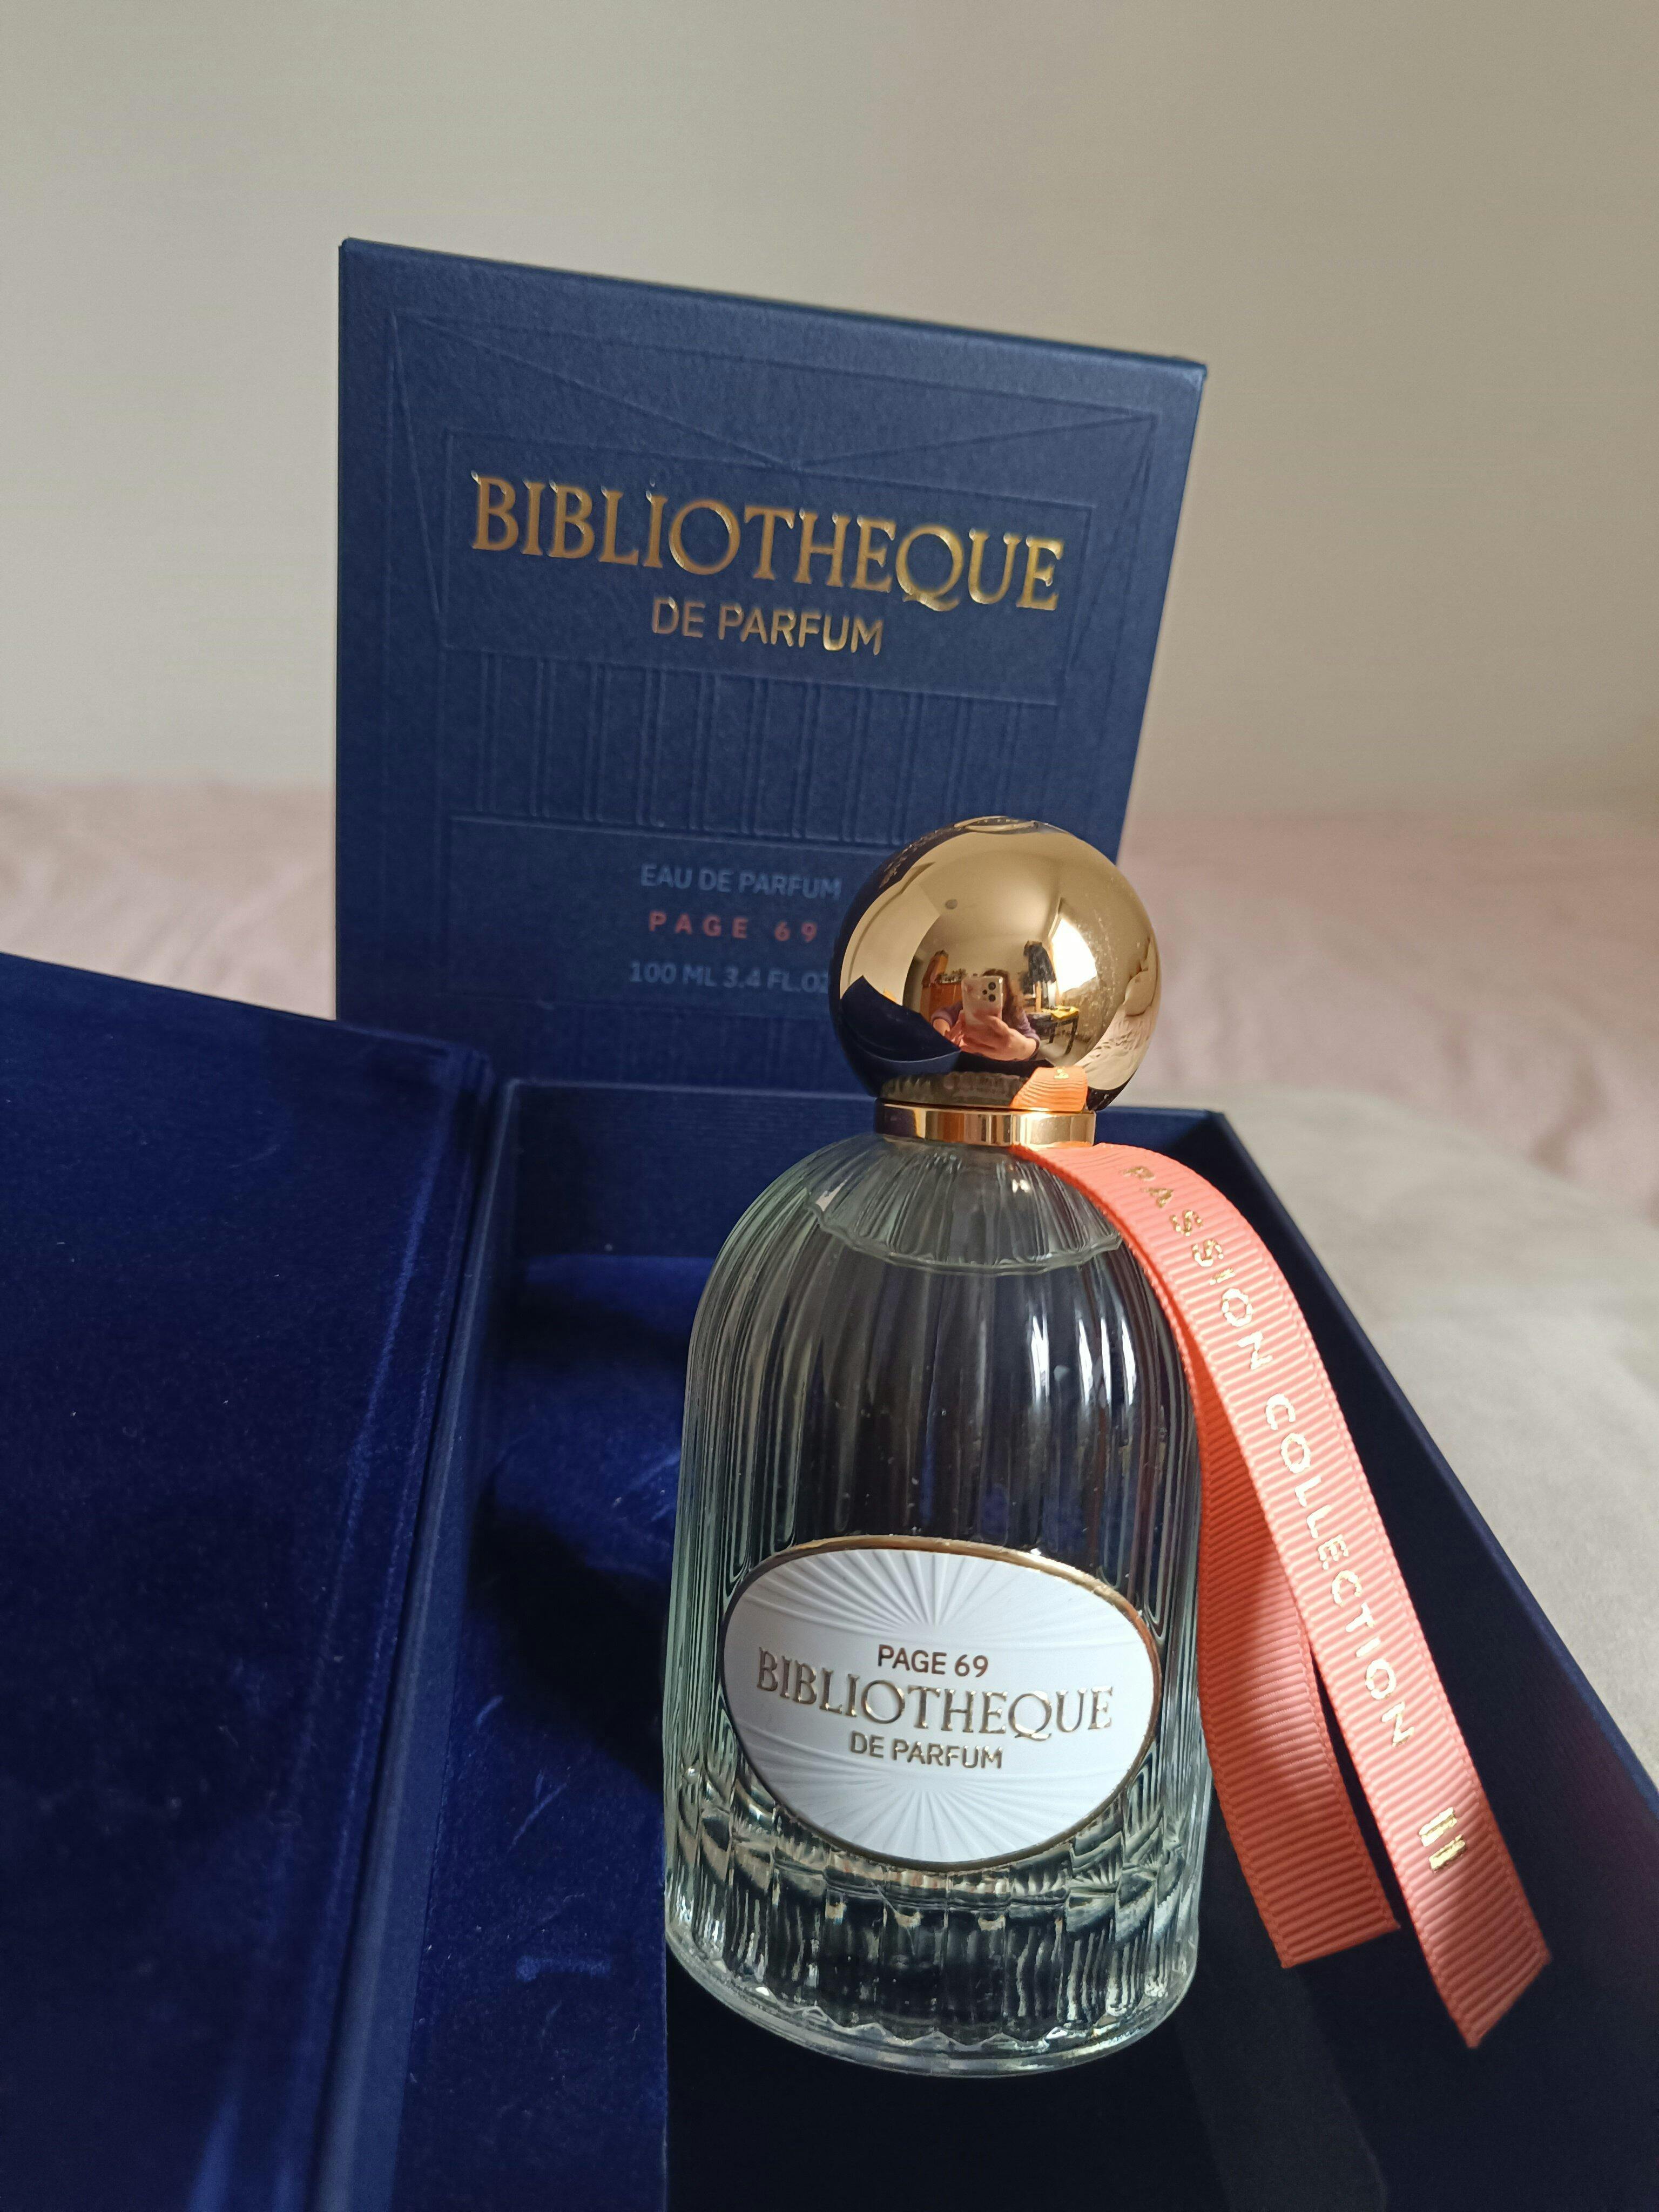 BIBLIOTHEQUE
DE PARFUM
EAU DE PARFUM
PAGE 69
100 ML 3.4 FL.OZ
PASSION COLLECTION
PAGE 69
BIBLIOTHEQUE
DE PARFUM